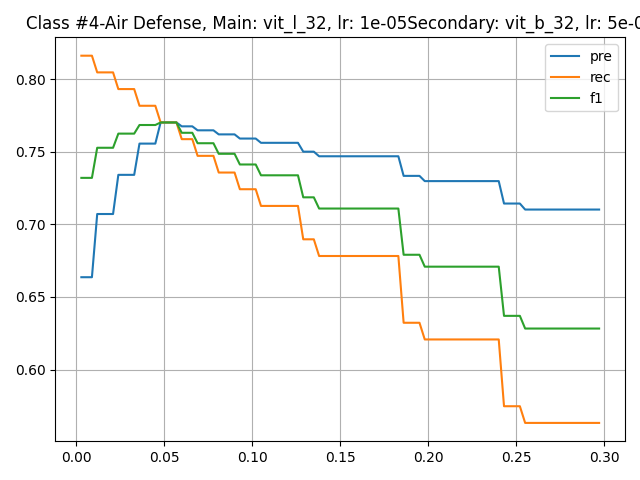 Class #4-Air Defense, Main: vit_l_32, lr: 1e-05Secondary: vit_b_32, lr: 5e-0
pre
rec
f1
0.80
0.75
0.70
0.65
0.60
0.00 0.05 0.10 0.15 0.20 0.25 0.30